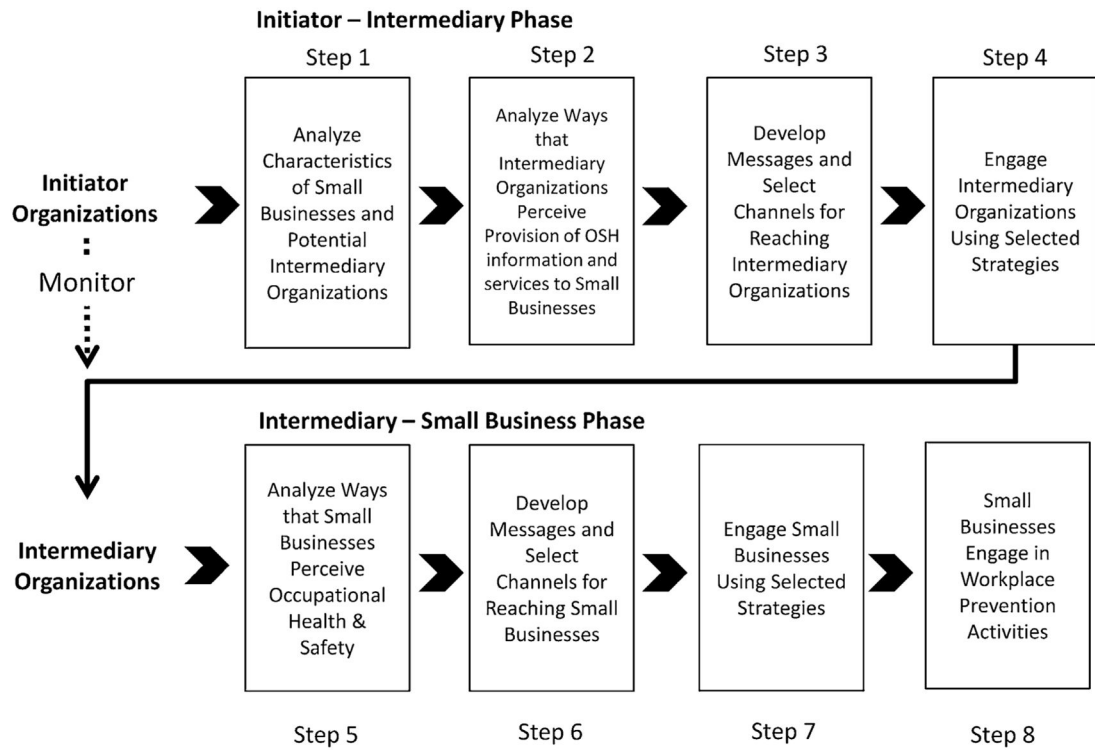 Initiator – Intermediary Phase
Step 1
Step 2
Step 3
Step 4
Initiator
Organizations
Monitor
Analyze
Characteristics
of Small
Businesses and
Potential
Intermediary
Organizations
Analyze Ways
that
Intermediary
Organizations
Perceive
Provision of OSH
information and
services to Small
Businesses
Develop
Messages and
Select
Channels for
Reaching
Intermediary
Organizations
Engage
Intermediary
Organizations
Using Selected
Strategies
Intermediary – Small Business Phase
Intermediary
Organizations
Analyze Ways
that Small
Businesses
Perceive
Occupational
Health &
Safety
Develop
Messages and
Select
Channels for
Reaching Small
Businesses
Engage Small
Businesses
Using Selected
Strategies
Small
Businesses
Engage in
Workplace
Prevention
Activities
Step 5
Step 6
Step 7
Step 8